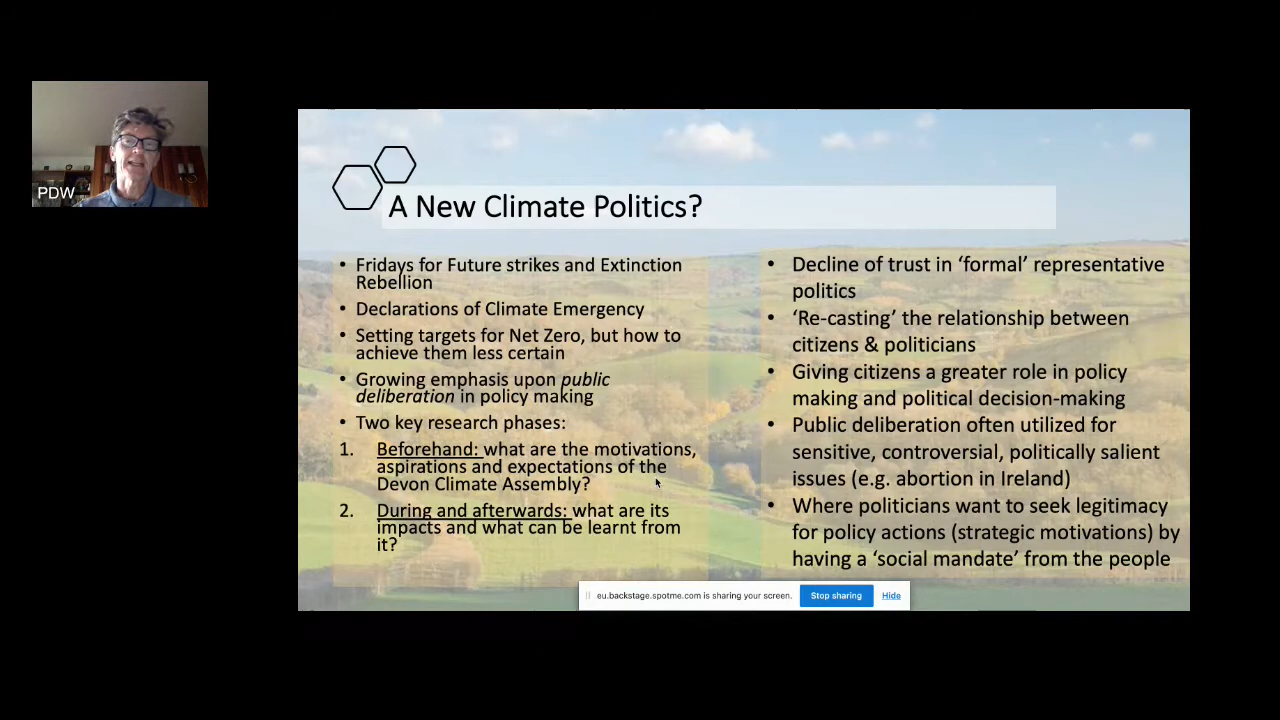 PDW
A New Climate Politics?
• Fridays for Future strikes and Extinction
Rebellion
• Declarations of Climate Emergency
• Setting targets for Net Zero, but how to
achieve them less certain
• Growing emphasis upon public
deliberation in policy making
• Two key research phases:
1. Beforehand: what are the motivations,
aspirations and expectations of the
Devon Climate Assembly?
2. During and afterwards: what are its
impacts and what can be learnt from
it?
• Decline of trust in ‘formal’ representative
politics
• ‘Re-casting’ the relationship between
citizens & politicians
• Giving citizens a greater role in policy
making and political decision-making
• Public deliberation often utilized for
sensitive, controversial, politically salient
issues (e.g. abortion in Ireland)
• Where politicians want to seek legitimacy
for policy actions (strategic motivations) by
having a ‘social mandate’ from the people
eu.backstage.spotme.com is sharing your screen. Stop sharing Hide